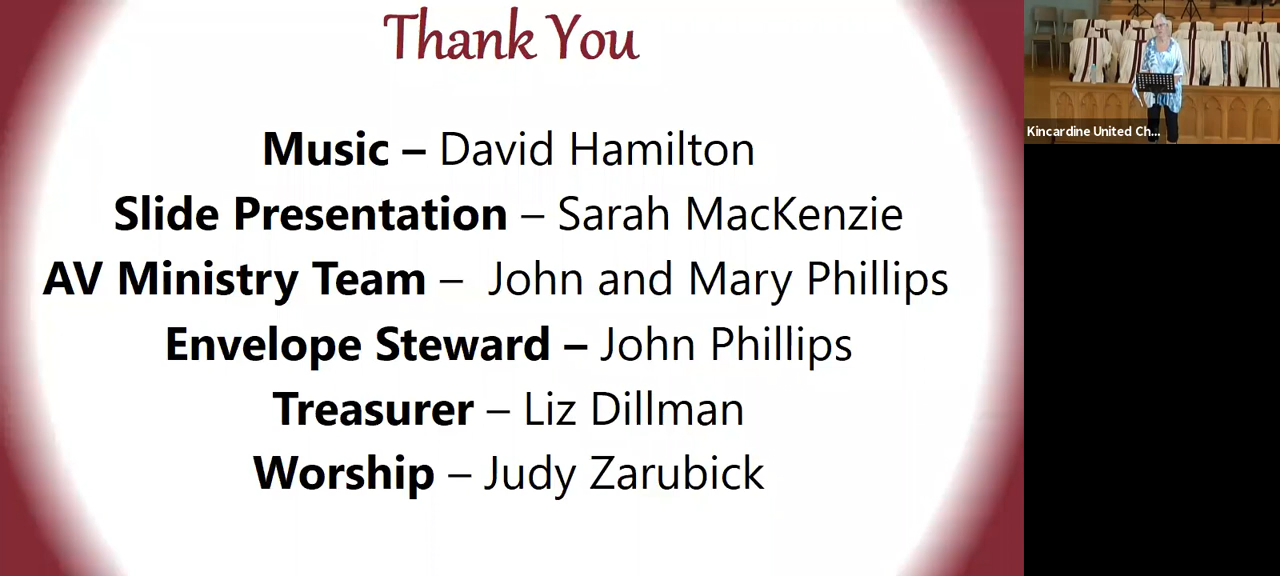 Thank You
Music – David Hamilton
Slide Presentation – Sarah MacKenzie
AV Ministry Team – John and Mary Phillips
Envelope Steward – John Phillips
Treasurer – Liz Dillman
Worship – Judy Zarubick
Kincardine United Ch...